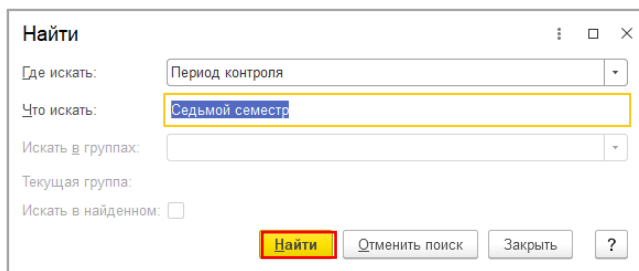 Найти
Где искать: Период контроля
Что искать: Седьмой семестр
Искать в группах:
Текущая группа:
Искать в найденном:
Найти Отменить поиск Закрыть ?